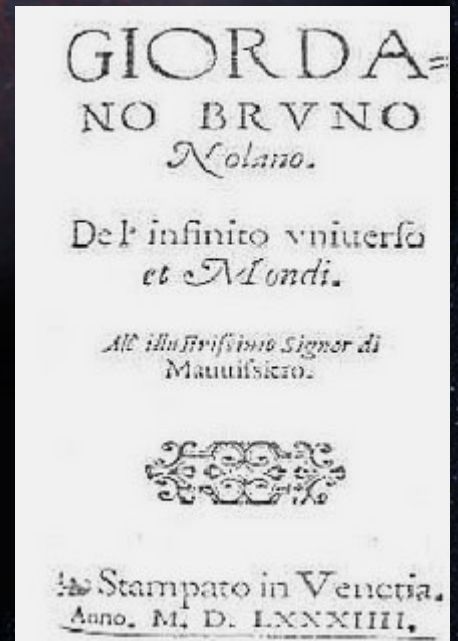 GIORDA=
NO BRVNO
Nolano.
De l' infinito vniuerſo
et Mondi.
All' illuſtriſsimo Signor di
Mauuiſsiero.
Stampato in Venetia.
Anno. M. D. LXXXIIII.